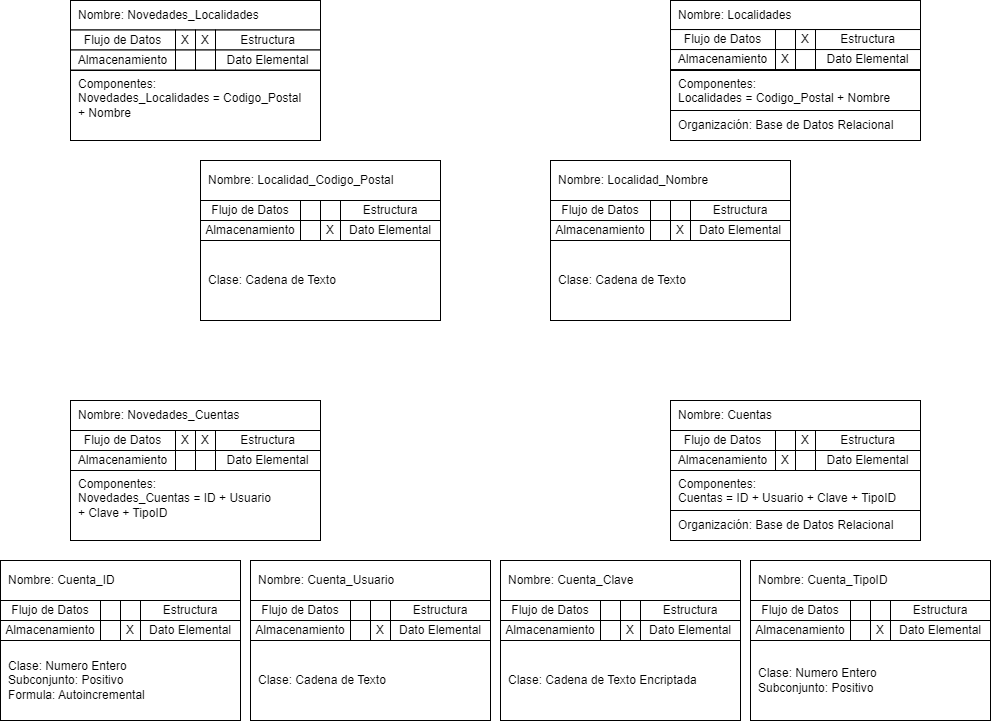 Nombre: Novedades_Localidades
Flujo de Datos X X Estructura
Almacenamiento Dato Elemental
Componentes:
Novedades_Localidades = Codigo_Postal
+ Nombre
Nombre: Localidades
Flujo de Datos X Estructura
Almacenamiento X Dato Elemental
Componentes:
Localidades = Codigo_Postal + Nombre
Organización: Base de Datos Relacional
Nombre: Localidad_Codigo_Postal
Flujo de Datos Estructura
Almacenamiento X Dato Elemental
Clase: Cadena de Texto
Nombre: Localidad_Nombre
Flujo de Datos Estructura
Almacenamiento X Dato Elemental
Clase: Cadena de Texto
Nombre: Novedades_Cuentas
Flujo de Datos X X Estructura
Almacenamiento Dato Elemental
Componentes:
Novedades_Cuentas = ID + Usuario
+ Clave + TipoID
Nombre: Cuentas
Flujo de Datos X Estructura
Almacenamiento X Dato Elemental
Componentes:
Cuentas = ID + Usuario + Clave + TipoID
Organización: Base de Datos Relacional
Nombre: Cuenta_ID
Flujo de Datos Estructura
Almacenamiento X Dato Elemental
Clase: Numero Entero
Subconjunto: Positivo
Formula: Autoincremental
Nombre: Cuenta_Usuario
Flujo de Datos Estructura
Almacenamiento X Dato Elemental
Clase: Cadena de Texto
Nombre: Cuenta_Clave
Flujo de Datos Estructura
Almacenamiento X Dato Elemental
Clase: Cadena de Texto Encriptada
Nombre: Cuenta_TipoID
Flujo de Datos Estructura
Almacenamiento X Dato Elemental
Clase: Numero Entero
Subconjunto: Positivo